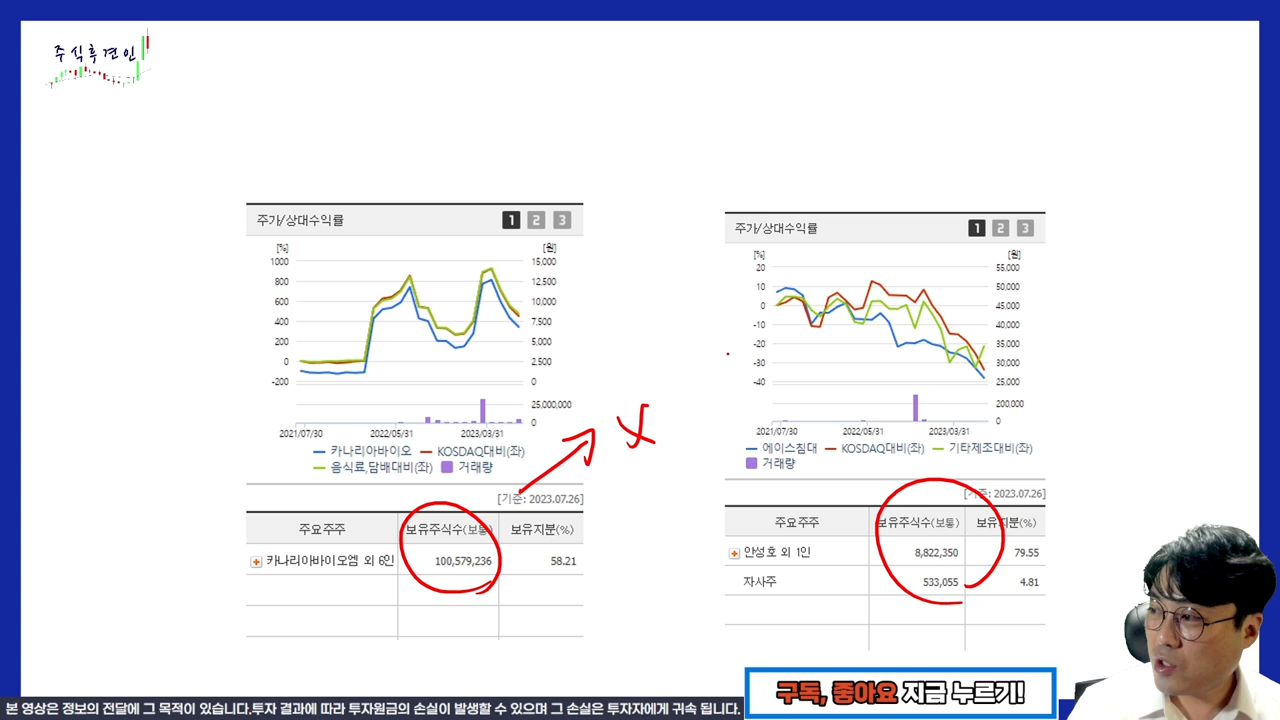 주식후견인
주가/상대수익률 1 2 3
[%] [원]
1000 15,000
800 12,500
600 10,000
400 7,500
200 5,000
0 2,500
-200 0
25,000,000
0
2021/07/30 2022/05/31 2023/03/31
카나리아바이오 KOSDAQ대비(좌)
음식료,담배대비(좌) 거래량
[기준: 2023.07.26]
주요주주 보유주식수(보통) 보유지분(%)
카나리아바이오엠 외 6인 100,579,236 58.21
주가/상대수익률 1 2 3
[%] [원]
20 55,000
10 50,000
0 45,000
-10 40,000
-20 35,000
-30 30,000
-40 25,000
200,000
0
2021/07/30 2022/05/31 2023/03/31
에이스침대 KOSDAQ대비(좌) 기타제조대비(좌)
거래량
[기준: 2023.07.26]
주요주주 보유주식수(보통) 보유지분(%)
안성호 외 1인 8,822,350 79.55
자사주 533,055 4.81
구독, 좋아요 지금 누르기!
본 영상은 정보의 전달에 그 목적이 있습니다.투자 결과에 따라 투자원금의 손실이 발생할 수 있으며 그 손실은 투자자에게 귀속 됩니다.